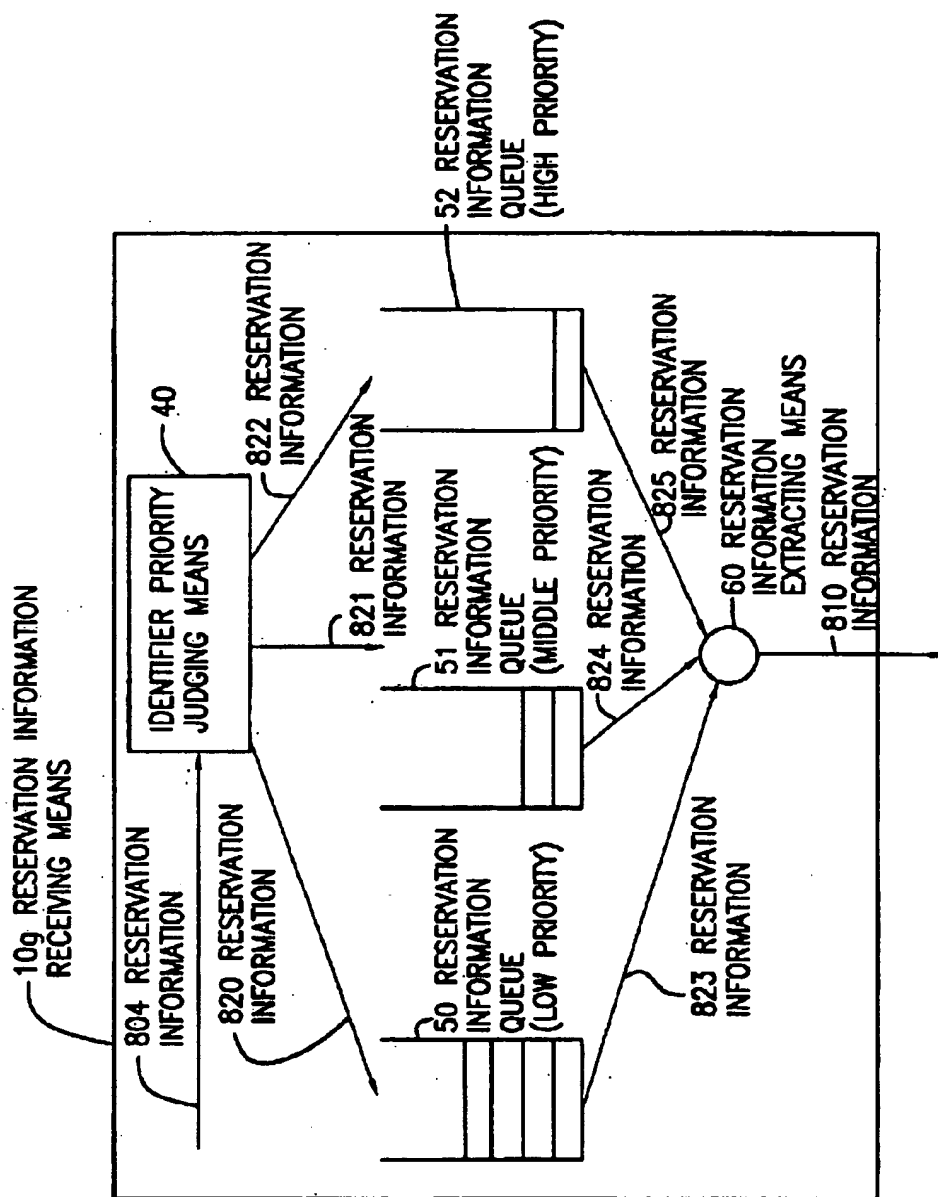 10g RESERVATION INFORMATION
RECEIVING MEANS
804 RESERVATION
INFORMATION
IDENTIFIER PRIORITY
JUDGING MEANS
40
820 RESERVATION
INFORMATION
821 RESERVATION
INFORMATION
822 RESERVATION
INFORMATION
50 RESERVATION
INFORMATION
QUEUE
(LOW PRIORITY)
51 RESERVATION
INFORMATION
QUEUE
(MIDDLE PRIORITY)
52 RESERVATION
INFORMATION
QUEUE
(HIGH PRIORITY)
823 RESERVATION
INFORMATION
824 RESERVATION
INFORMATION
825 RESERVATION
INFORMATION
60 RESERVATION
INFORMATION
EXTRACTING MEANS
810 RESERVATION
INFORMATION